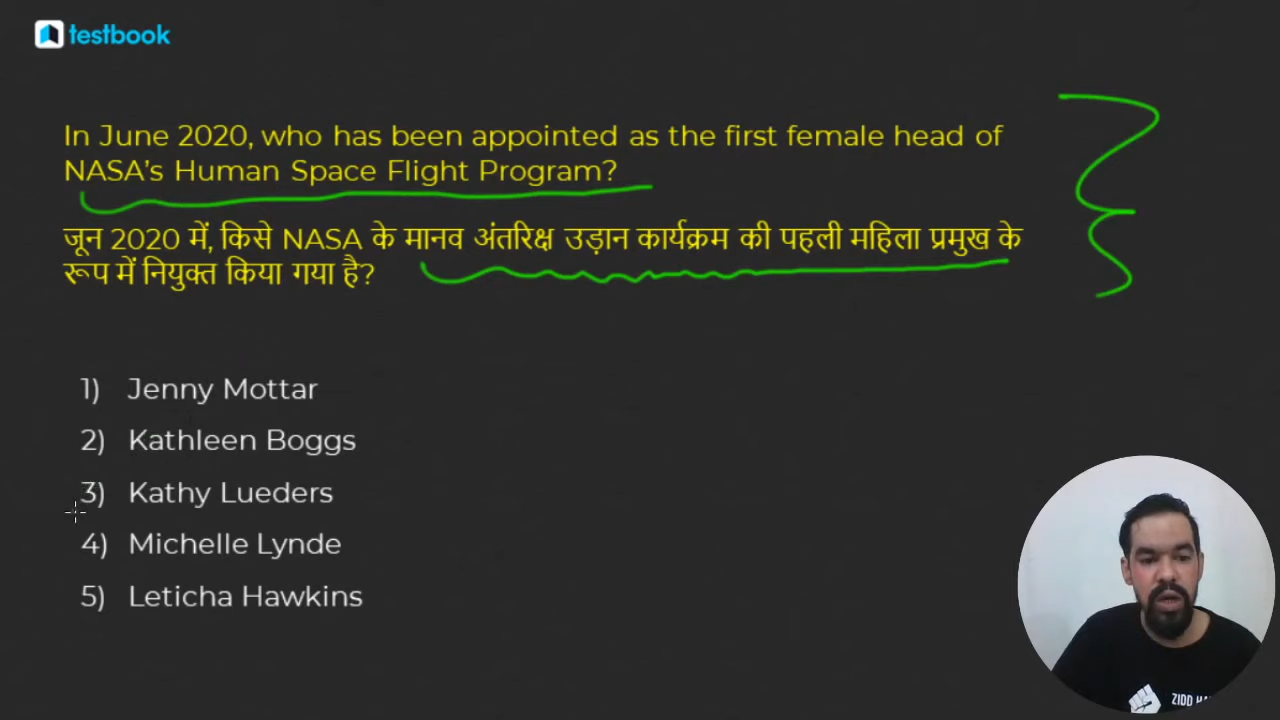 testbook
In June 2020, who has been appointed as the first female head of
NASA's Human Space Flight Program?
जून 2020 में, किसे NASA के मानव अंतरिक्ष उड़ान कार्यक्रम की पहली महिला प्रमुख के
रूप में नियुक्त किया गया है?
1) Jenny Mottar
2) Kathleen Boggs
3) Kathy Lueders
4) Michelle Lynde
5) Leticha Hawkins
ZIDD